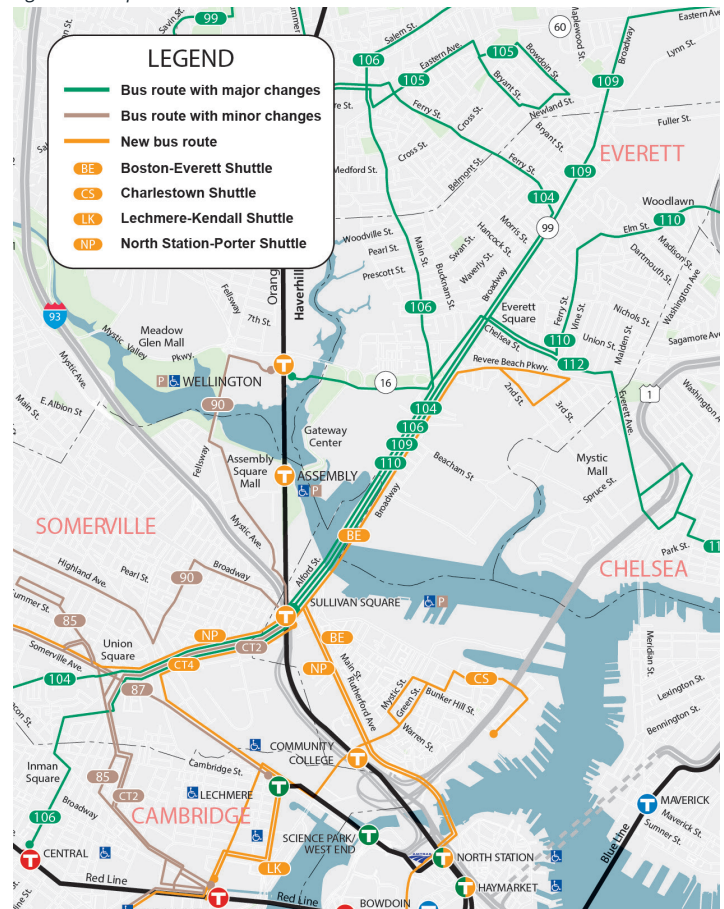 99
Savin St.
LEGEND
Bus route with major changes
Bus route with minor changes
New bus route
BE Boston-Everett Shuttle
CS Charlestown Shuttle
LK Lechmere-Kendall Shuttle
NP North Station-Porter Shuttle
Salem St.
60
Maplewood St.
Broadway
Eastern Ave
Lynn St.
106
Eastern Ave.
105
Bowdoin St.
105
Bryant St.
109
Newland St.
Ferry St.
Cross St.
Bryant St.
Fuller St.
Cross St.
Medford St.
Belmont St.
Ferry St.
109
EVERETT
104
Woodlawn
110
99
Elm St.
Madison St.
Dartmouth St.
Washington Ave
Woodville St.
Pearl St.
Prescott St.
Main St.
Bucknam St.
Swan St.
Hancock St.
Morris St.
Waverly St.
Broadway
Orang
Haverhill
Fellsway
7th St.
93
Mystic Valley Pkwy.
Meadow
Glen Mall
106
Everett
Square
Chelsea St.
Ferry St.
Vine St.
Nichols St.
Union St.
Malden St.
Sagamore Ave
110
112
Revere Beach Pkwy.
Mystic Ave.
WELLINGTON
P
90
16
2nd St.
3rd St.
Everett Ave.
1
Washington A
Main St.
E. Albion St
104
106
109
110
Gateway
Center
Fellsway
Assembly
Square
Mall
ASSEMBLY
P
Beacham St.
Broadway
Mystic
Mall
Spruce St.
SOMERVILLE
Mystic Ave.
BE
Park St.
11
CHELSEA
Highland Ave.
Pearl St.
90
Broadway
Alford St.
ummer St.
85
SULLIVAN SQUARE
P
Union
Square
NP
CT2
BE
Meridian St.
Somerville Ave.
CT4
NP
Main St.
Rutherford Ave
104
87
Mystic St.
Green St.
CS
Bunker Hill St.
Lexington St.
Bennington St.
Warren St.
COMMUNITY
COLLEGE
Inman
Square
Cambridge St.
85
LECHMERE
CT2
Broadway
CAMBRIDGE
MAVERICK
Maverick St.
Sumner St.
106
SCIENCE PARK/
WEST END
Blue Line
CENTRAL
NORTH STATION
LK
Red Line
Red Line
HAYMARKET
BOWDOIN